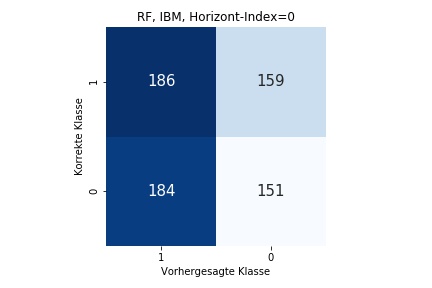 RF, IBM, Horizont-Index=0
Korrekte Klasse
1
186
159
0
184
151
1
0
Vorhergesagte Klasse